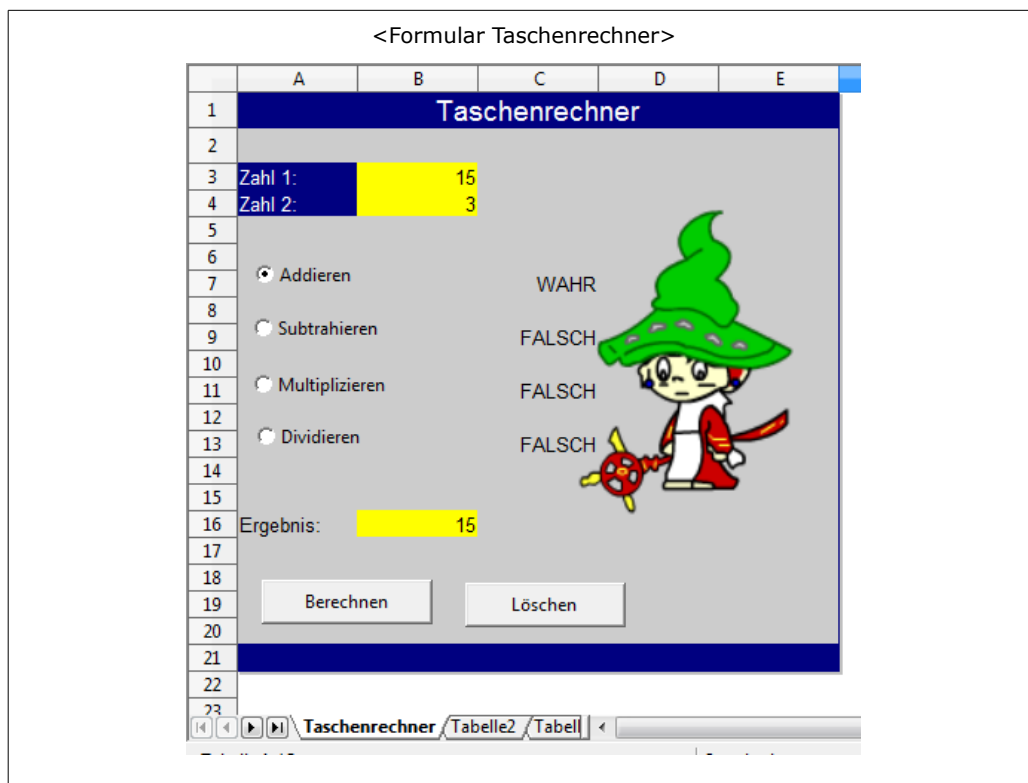 <Formular Taschenrechner>
A B C D E
1 Taschenrechner
2
3 Zahl 1: 15
4 Zahl 2: 3
5
6
Addieren
7 WAHR
8
Subtrahieren
9 FALSCH
10
Multiplizieren
11 FALSCH
12
Dividieren
13 FALSCH
14
15
16 Ergebnis: 15
17
18
19 Berechnen Löschen
20
21
22
23
Taschenrechner Tabelle2 Tabell